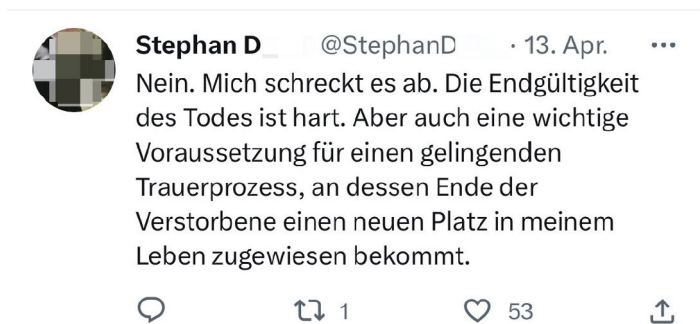 Stephan D_ @StephanD · 13. Apr.
Nein. Mich schreckt es ab. Die Endgültigkeit
des Todes ist hart. Aber auch eine wichtige
Voraussetzung für einen gelingenden
Trauerprozess, an dessen Ende der
Verstorbene einen neuen Platz in meinem
Leben zugewiesen bekommt.
1 53